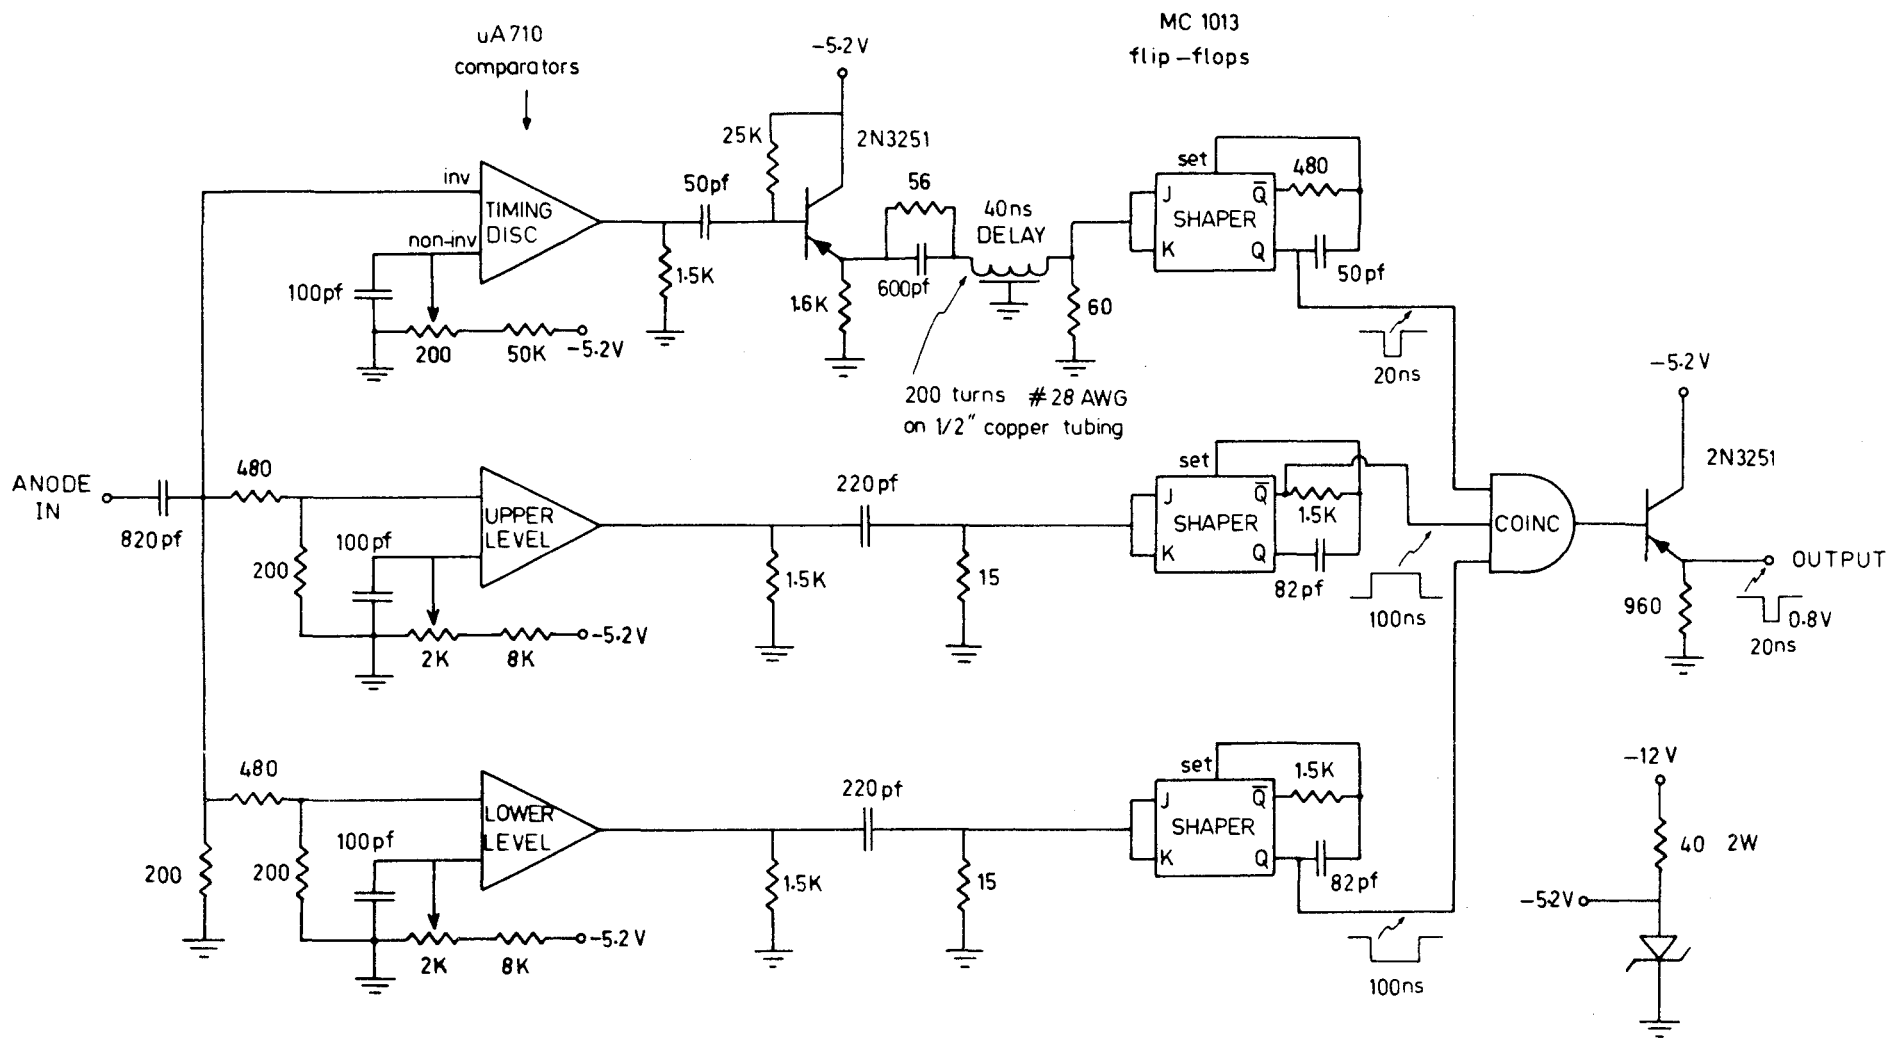 uA710
comparators
MC 1013
flip-flops
-5.2V
25K
2N3251
inv
TIMING
DISC
non-inv
50pf
56
40ns
DELAY
set
480
J
Q̅
SHAPER
K
Q
50pf
100pf
1.5K
1.6K
600pf
60
200
50K
-5.2V
20ns
200 turns #28 AWG
on 1/2" copper tubing
-5.2V
2N3251
ANODE
IN
820pf
480
200
UPPER
LEVEL
100pf
220pf
1.5K
15
set
J
Q̅
SHAPER
1.5K
K
Q
82pf
100ns
COINC
OUTPUT
960
0.8V
20ns
2K
8K
-5.2V
480
200
200
LOWER
LEVEL
100pf
220pf
1.5K
15
set
1.5K
J
Q̅
SHAPER
K
Q
82pf
100ns
2K
8K
-5.2V
-12V
40 2W
-5.2V